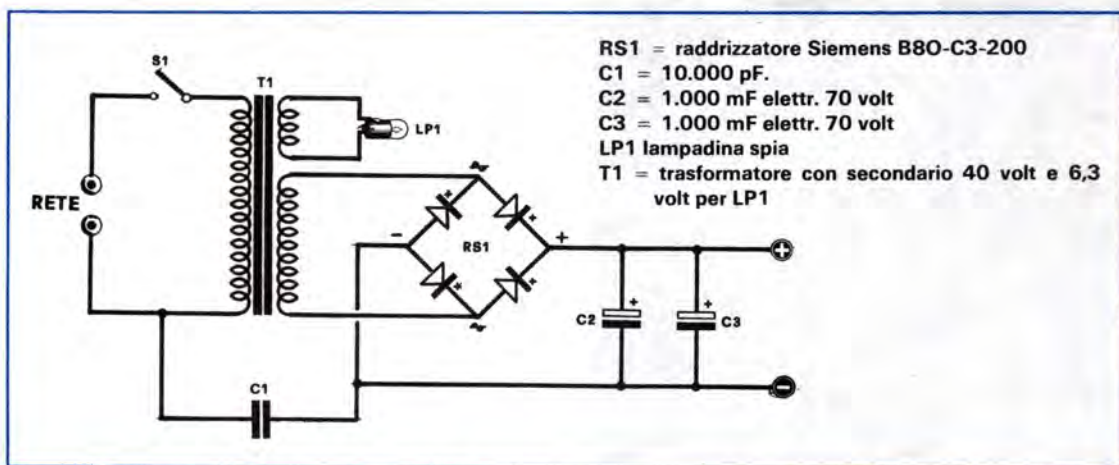 S1
T1
LP1
RETE
RS1
-
+
C1
C2
+
C3
+
+
-
RS1 = raddrizzatore Siemens B80-C3-200
C1 = 10.000 pF.
C2 = 1.000 mF elettr. 70 volt
C3 = 1.000 mF elettr. 70 volt
LP1 lampadina spia
T1 = trasformatore con secondario 40 volt e 6,3
volt per LP1